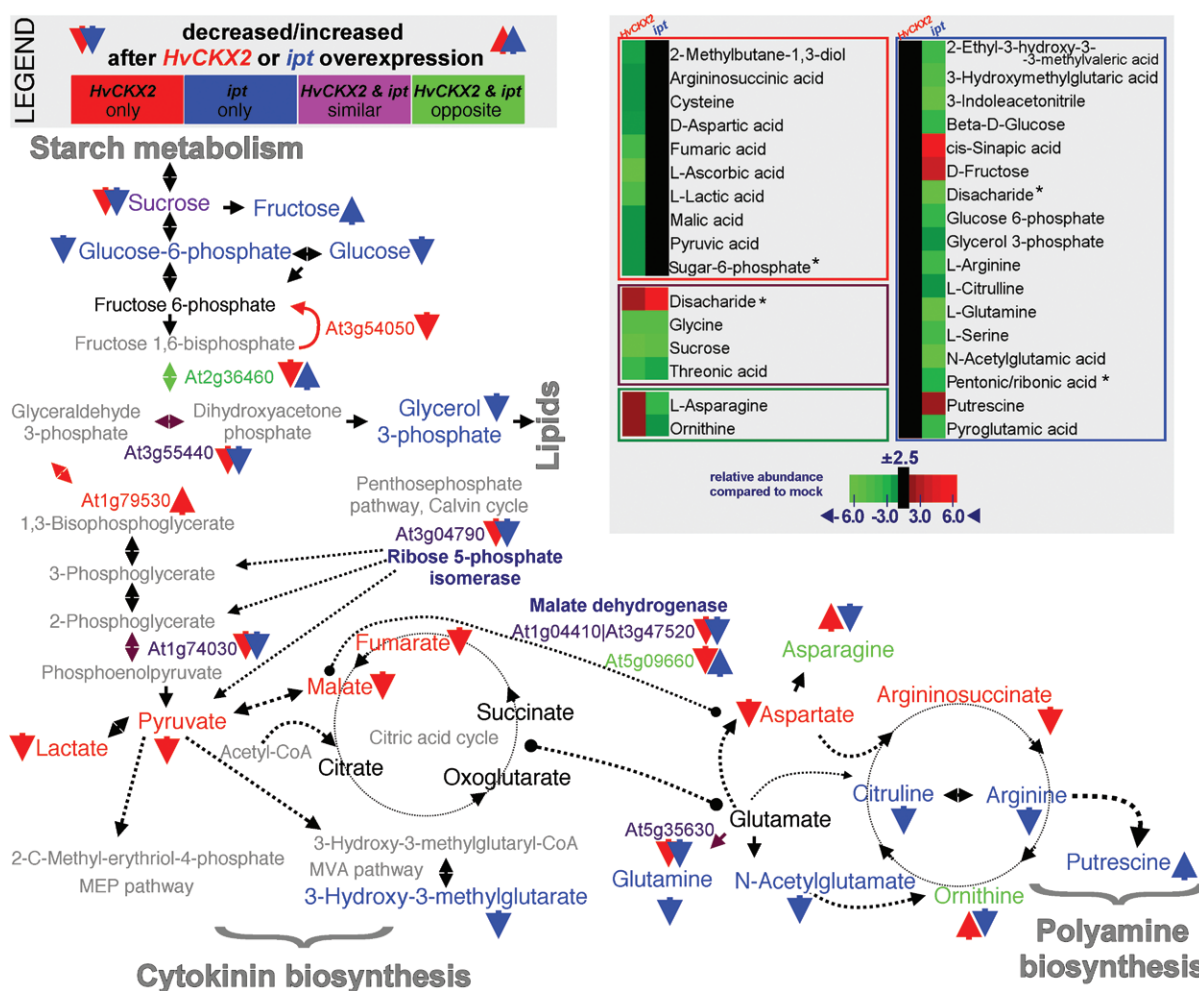 LEGEND
decreased/increased
after HvCKX2 or ipt overexpression
HvCKX2
only
ipt
only
HvCKX2 & ipt
similar
HvCKX2 & ipt
opposite
Starch metabolism
Sucrose
Fructose
Glucose-6-phosphate
Glucose
Fructose 6-phosphate
At3g54050
Fructose 1,6-bisphosphate
At2g36460
Glyceraldehyde
3-phosphate
Dihydroxyacetone
phosphate
Glycerol
3-phosphate
Lipids
At3g55440
At1g79530
1,3-Bisophosphoglycerate
Penthosephosphate
pathway, Calvin cycle
At3g04790
Ribose 5-phosphate
isomerase
3-Phosphoglycerate
2-Phosphoglycerate
At1g74030
Phosphoenolpyruvate
Malate dehydrogenase
At1g04410|At3g47520
At5g09660
Asparagine
Fumarate
Malate
Pyruvate
Lactate
Acetyl-CoA
Citrate
Citric acid cycle
Succinate
Oxoglutarate
Aspartate
Argininosuccinate
Citruline
Arginine
Glutamate
At5g35630
Glutamine
N-Acetylglutamate
Ornithine
Putrescine
2-C-Methyl-erythriol-4-phosphate
MEP pathway
3-Hydroxy-3-methylglutaryl-CoA
MVA pathway
3-Hydroxy-3-methylglutarate
Cytokinin biosynthesis
Polyamine
biosynthesis
HvCKX2
ipt
2-Methylbutane-1,3-diol
Argininosuccinic acid
Cysteine
D-Aspartic acid
Fumaric acid
L-Ascorbic acid
L-Lactic acid
Malic acid
Pyruvic acid
Sugar-6-phosphate*
Disacharide *
Glycine
Sucrose
Threonic acid
L-Asparagine
Ornithine
HvCKX2
ipt
2-Ethyl-3-hydroxy-3-
-3-methylvaleric acid
3-Hydroxymethylglutaric acid
3-Indoleacetonitrile
Beta-D-Glucose
cis-Sinapic acid
D-Fructose
Disacharide *
Glucose 6-phosphate
Glycerol 3-phosphate
L-Arginine
L-Citrulline
L-Glutamine
L-Serine
N-Acetylglutamic acid
Pentonic/ribonic acid *
Putrescine
Pyroglutamic acid
±2.5
relative abundance
compared to mock
- 6.0 -3.0 3.0 6.0